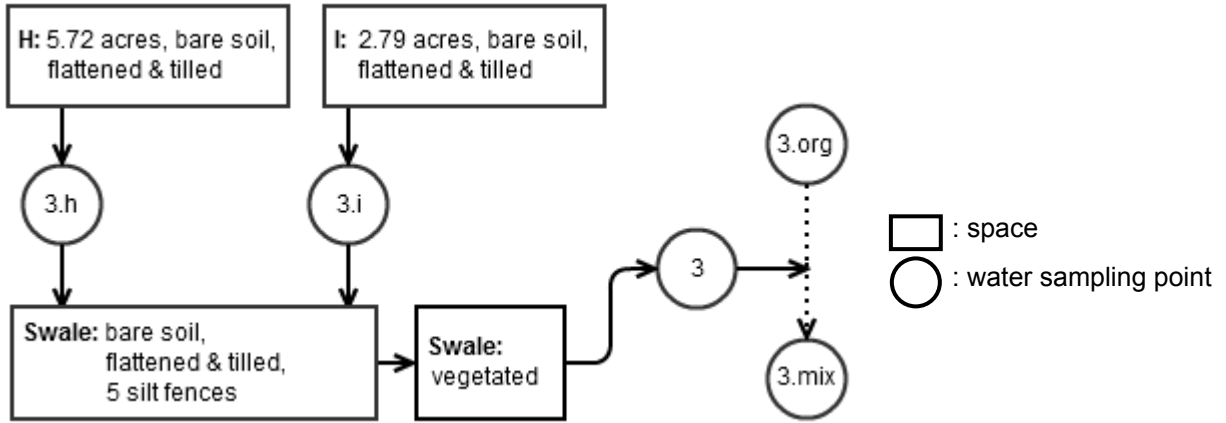 H: 5.72 acres, bare soil,
flattened & tilled
I: 2.79 acres, bare soil,
flattened & tilled
3.h
3.i
3.org
: space
: water sampling point
3
Swale: bare soil,
flattened & tilled,
5 silt fences
Swale:
vegetated
3.mix